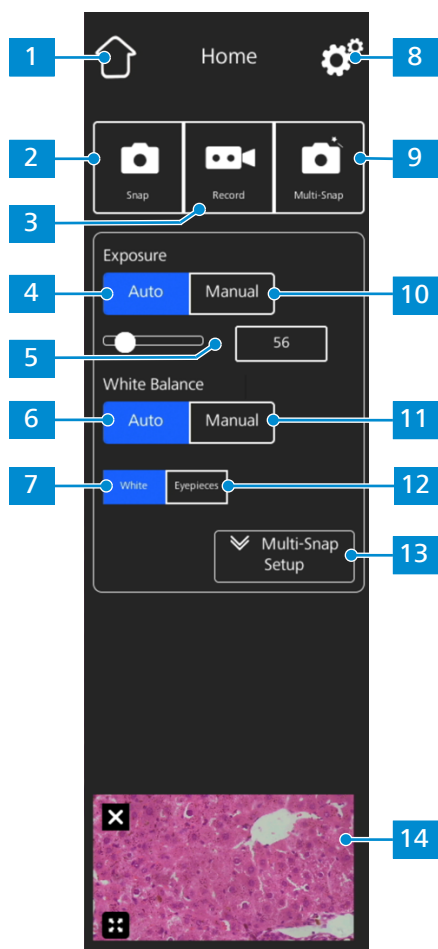 1 Home 8
2 Snap Record Multi-Snap 9
3
Exposure
4 Auto Manual 10
5 56
White Balance
6 Auto Manual 11
7 White Eyepieces 12
Multi-Snap 13
Setup
14